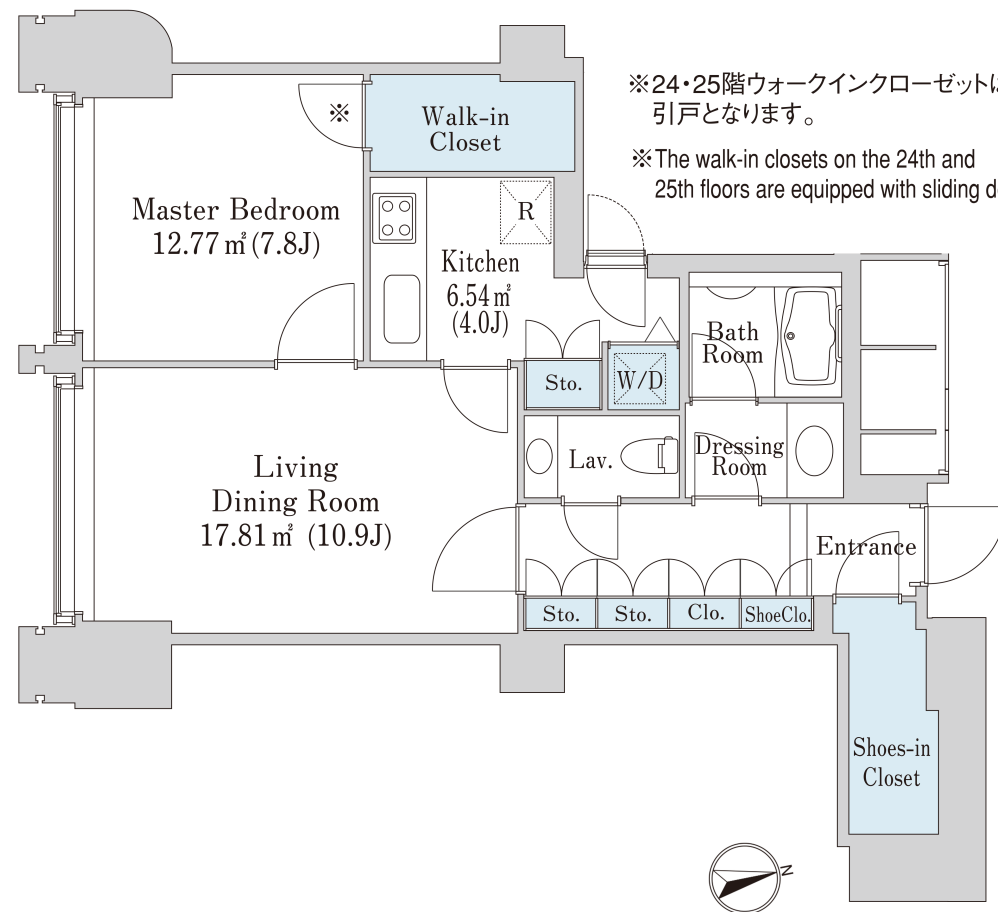 ※24・25階ウォークインクローゼットは
引戸となります。
※The walk-in closets on the 24th and
25th floors are equipped with sliding
Walk-in
Closet
※
Master Bedroom
12.77㎡(7.8J)
R
Kitchen
6.54㎡
(4.0J)
Bath
Room
Sto.
W/D
Living
Dining Room
17.81㎡ (10.9J)
Lav.
Dressing
Room
Entrance
Sto.
Sto.
Clo.
ShoeClo.
Shoes-in
Closet
N